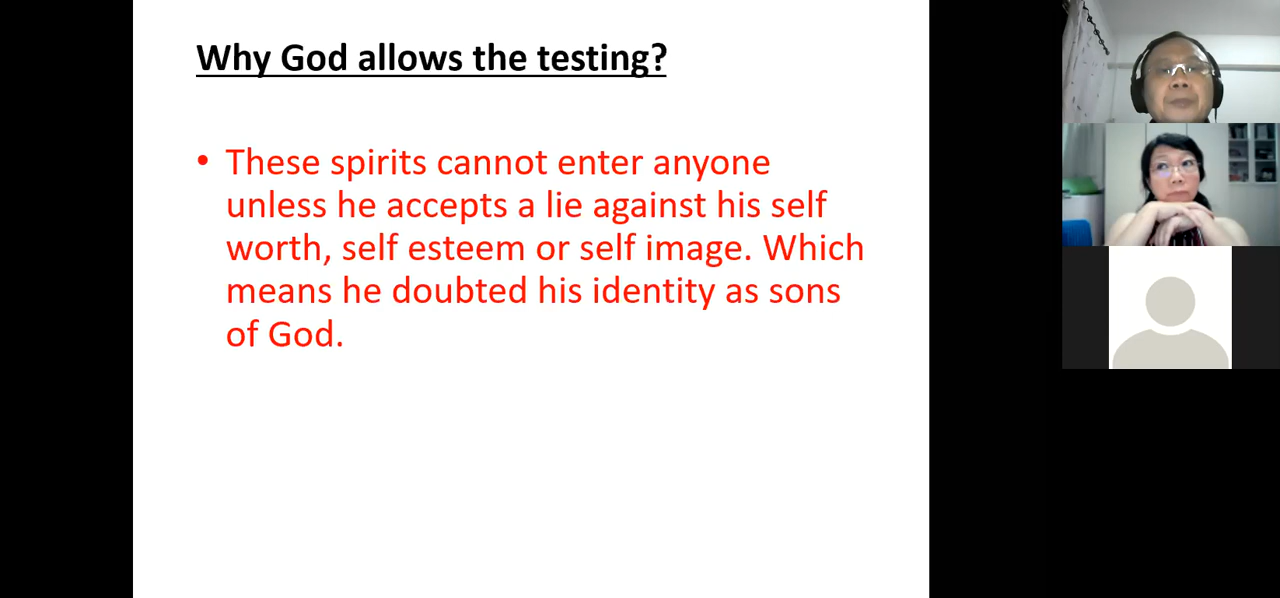 Why God allows the testing?
• These spirits cannot enter anyone
unless he accepts a lie against his self
worth, self esteem or self image. Which
means he doubted his identity as sons
of God.